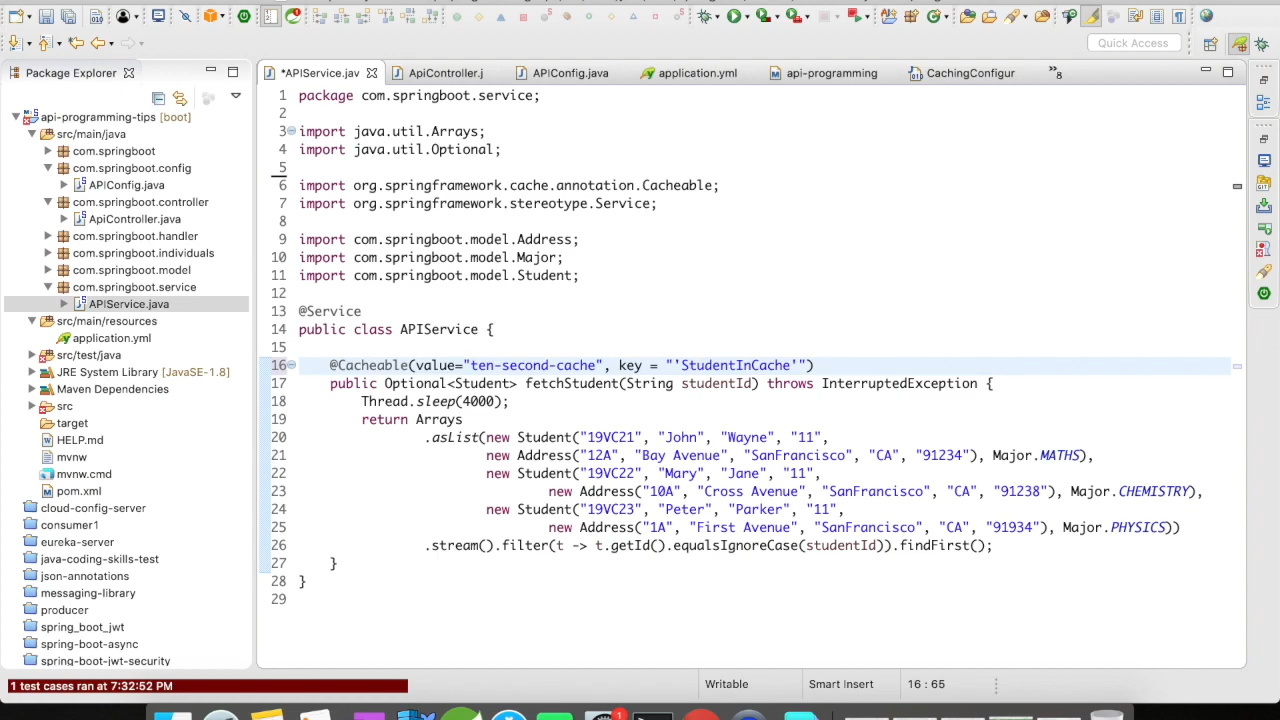 Quick Access
Package Explorer
*APIService.jav
ApiController.j
APIConfig.java
application.yml
api-programming
CachingConfigur
»8
api-programming-tips [boot]
src/main/java
com.springboot
com.springboot.config
APIConfig.java
com.springboot.controller
ApiController.java
com.springboot.handler
com.springboot.individuals
com.springboot.model
com.springboot.service
APIService.java
src/main/resources
application.yml
src/test/java
JRE System Library [JavaSE-1.8]
Maven Dependencies
src
target
HELP.md
mvnw
mvnw.cmd
pom.xml
cloud-config-server
consumer1
eureka-server
java-coding-skills-test
json-annotations
messaging-library
producer
spring_boot_jwt
spring-boot-async
spring-boot-jwt-security
1 package com.springboot.service;
2
3 import java.util.Arrays;
4 import java.util.Optional;
5
6 import org.springframework.cache.annotation.Cacheable;
7 import org.springframework.stereotype.Service;
8
9 import com.springboot.model.Address;
10 import com.springboot.model.Major;
11 import com.springboot.model.Student;
12
13 @Service
14 public class APIService {
15
16 @Cacheable(value="ten-second-cache", key = "'StudentInCache'")
17 public Optional<Student> fetchStudent(String studentId) throws InterruptedException {
18 Thread.sleep(4000);
19 return Arrays
20 .asList(new Student("19VC21", "John", "Wayne", "11",
21 new Address("12A", "Bay Avenue", "SanFrancisco", "CA", "91234"), Major.MATHS),
22 new Student("19VC22", "Mary", "Jane", "11",
23 new Address("10A", "Cross Avenue", "SanFrancisco", "CA", "91238"), Major.CHEMISTRY),
24 new Student("19VC23", "Peter", "Parker", "11",
25 new Address("1A", "First Avenue", "SanFrancisco", "CA", "91934"), Major.PHYSICS))
26 .stream().filter(t -> t.getId().equalsIgnoreCase(studentId)).findFirst();
27 }
28 }
29
1 test cases ran at 7:32:52 PM
Writable
Smart Insert
16 : 65
1